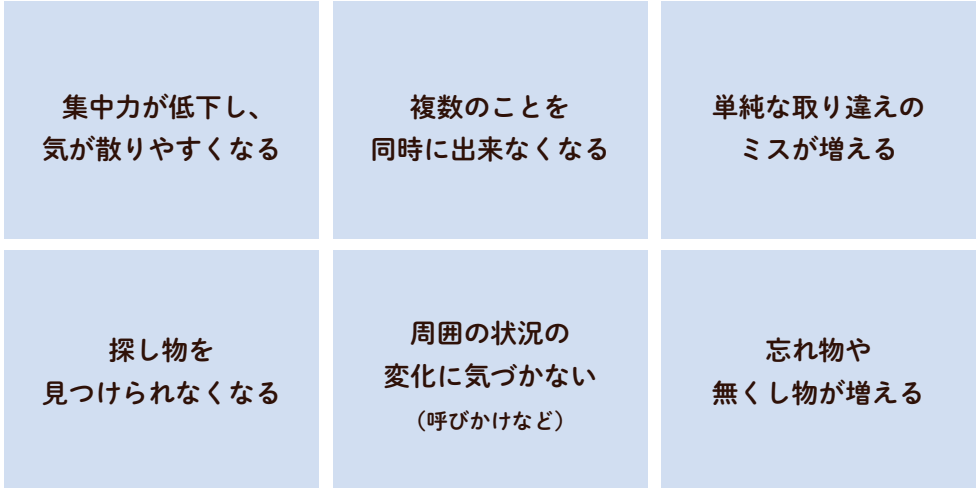 集中力が低下し、
気が散りやすくなる
複数のことを
同時に出来なくなる
単純な取り違えの
ミスが増える
探し物を
見つけられなくなる
周囲の状況の
変化に気づかない
（呼びかけなど）
忘れ物や
無くし物が増える